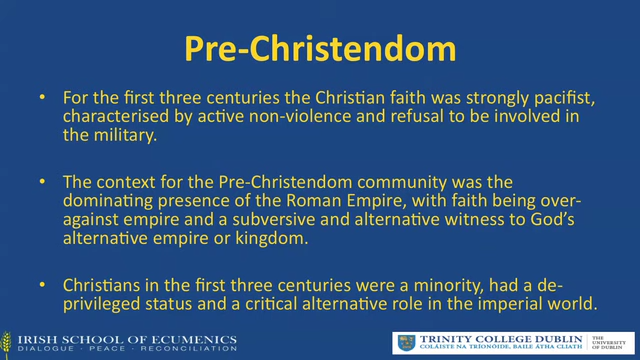 Pre-Christendom
• For the first three centuries the Christian faith was strongly pacifist,
characterised by active non-violence and refusal to be involved in
the military.
• The context for the Pre-Christendom community was the
dominating presence of the Roman Empire, with faith being over-
against empire and a subversive and alternative witness to God's
alternative empire or kingdom.
• Christians in the first three centuries were a minority, had a de-
privileged status and a critical alternative role in the imperial world.
IRISH SCHOOL OF ECUMENICS
DIALOGUE - PEACE - RECONCILIATION
TRINITY COLLEGE DUBLIN
COLÁISTE NA TRÍONÓIDE, BAILE ÁTHA CLIATH
THE
UNIVERSITY
OF DUBLIN